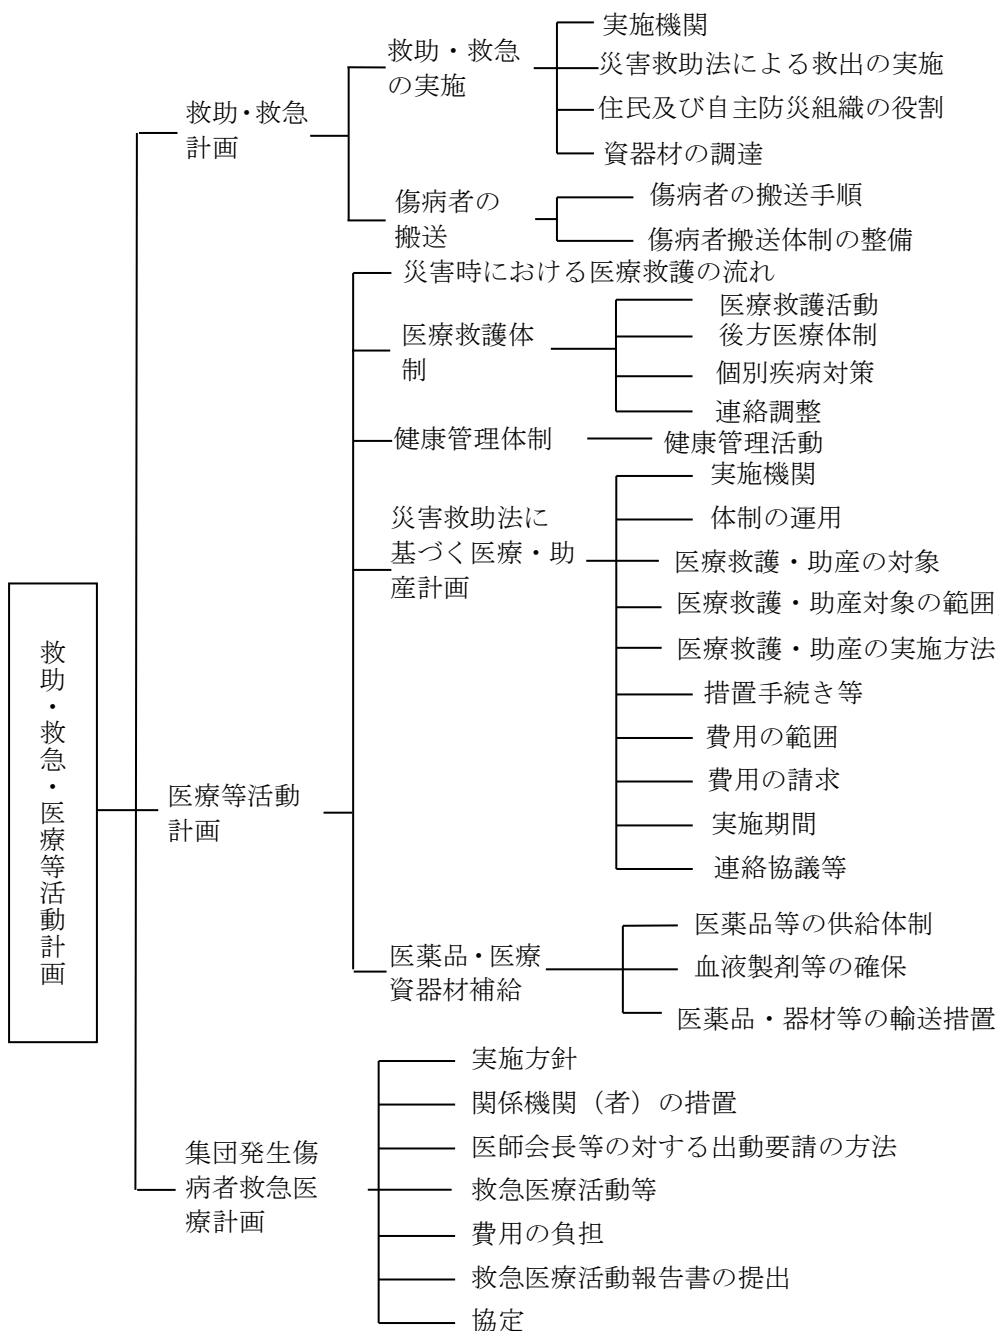 救助・救急・医療等活動計画
救助・救急
計画
救助・救急
の実施
実施機関
災害救助法による救出の実施
住民及び自主防災組織の役割
資器材の調達
傷病者の
搬送
傷病者の搬送手順
傷病者搬送体制の整備
医療等活動
計画
災害時における医療救護の流れ
医療救護体
制
医療救護活動
後方医療体制
個別疾病対策
連絡調整
健康管理体制
健康管理活動
災害救助法に
基づく医療・助
産計画
実施機関
体制の運用
医療救護・助産の対象
医療救護・助産対象の範囲
医療救護・助産の実施方法
措置手続き等
費用の範囲
費用の請求
実施期間
連絡協議等
医薬品・医療
資器材補給
医薬品等の供給体制
血液製剤等の確保
医薬品・器材等の輸送措置
集団発生傷
病者救急医
療計画
実施方針
関係機関（者）の措置
医師会長等の対する出動要請の方法
救急医療活動等
費用の負担
救急医療活動報告書の提出
協定